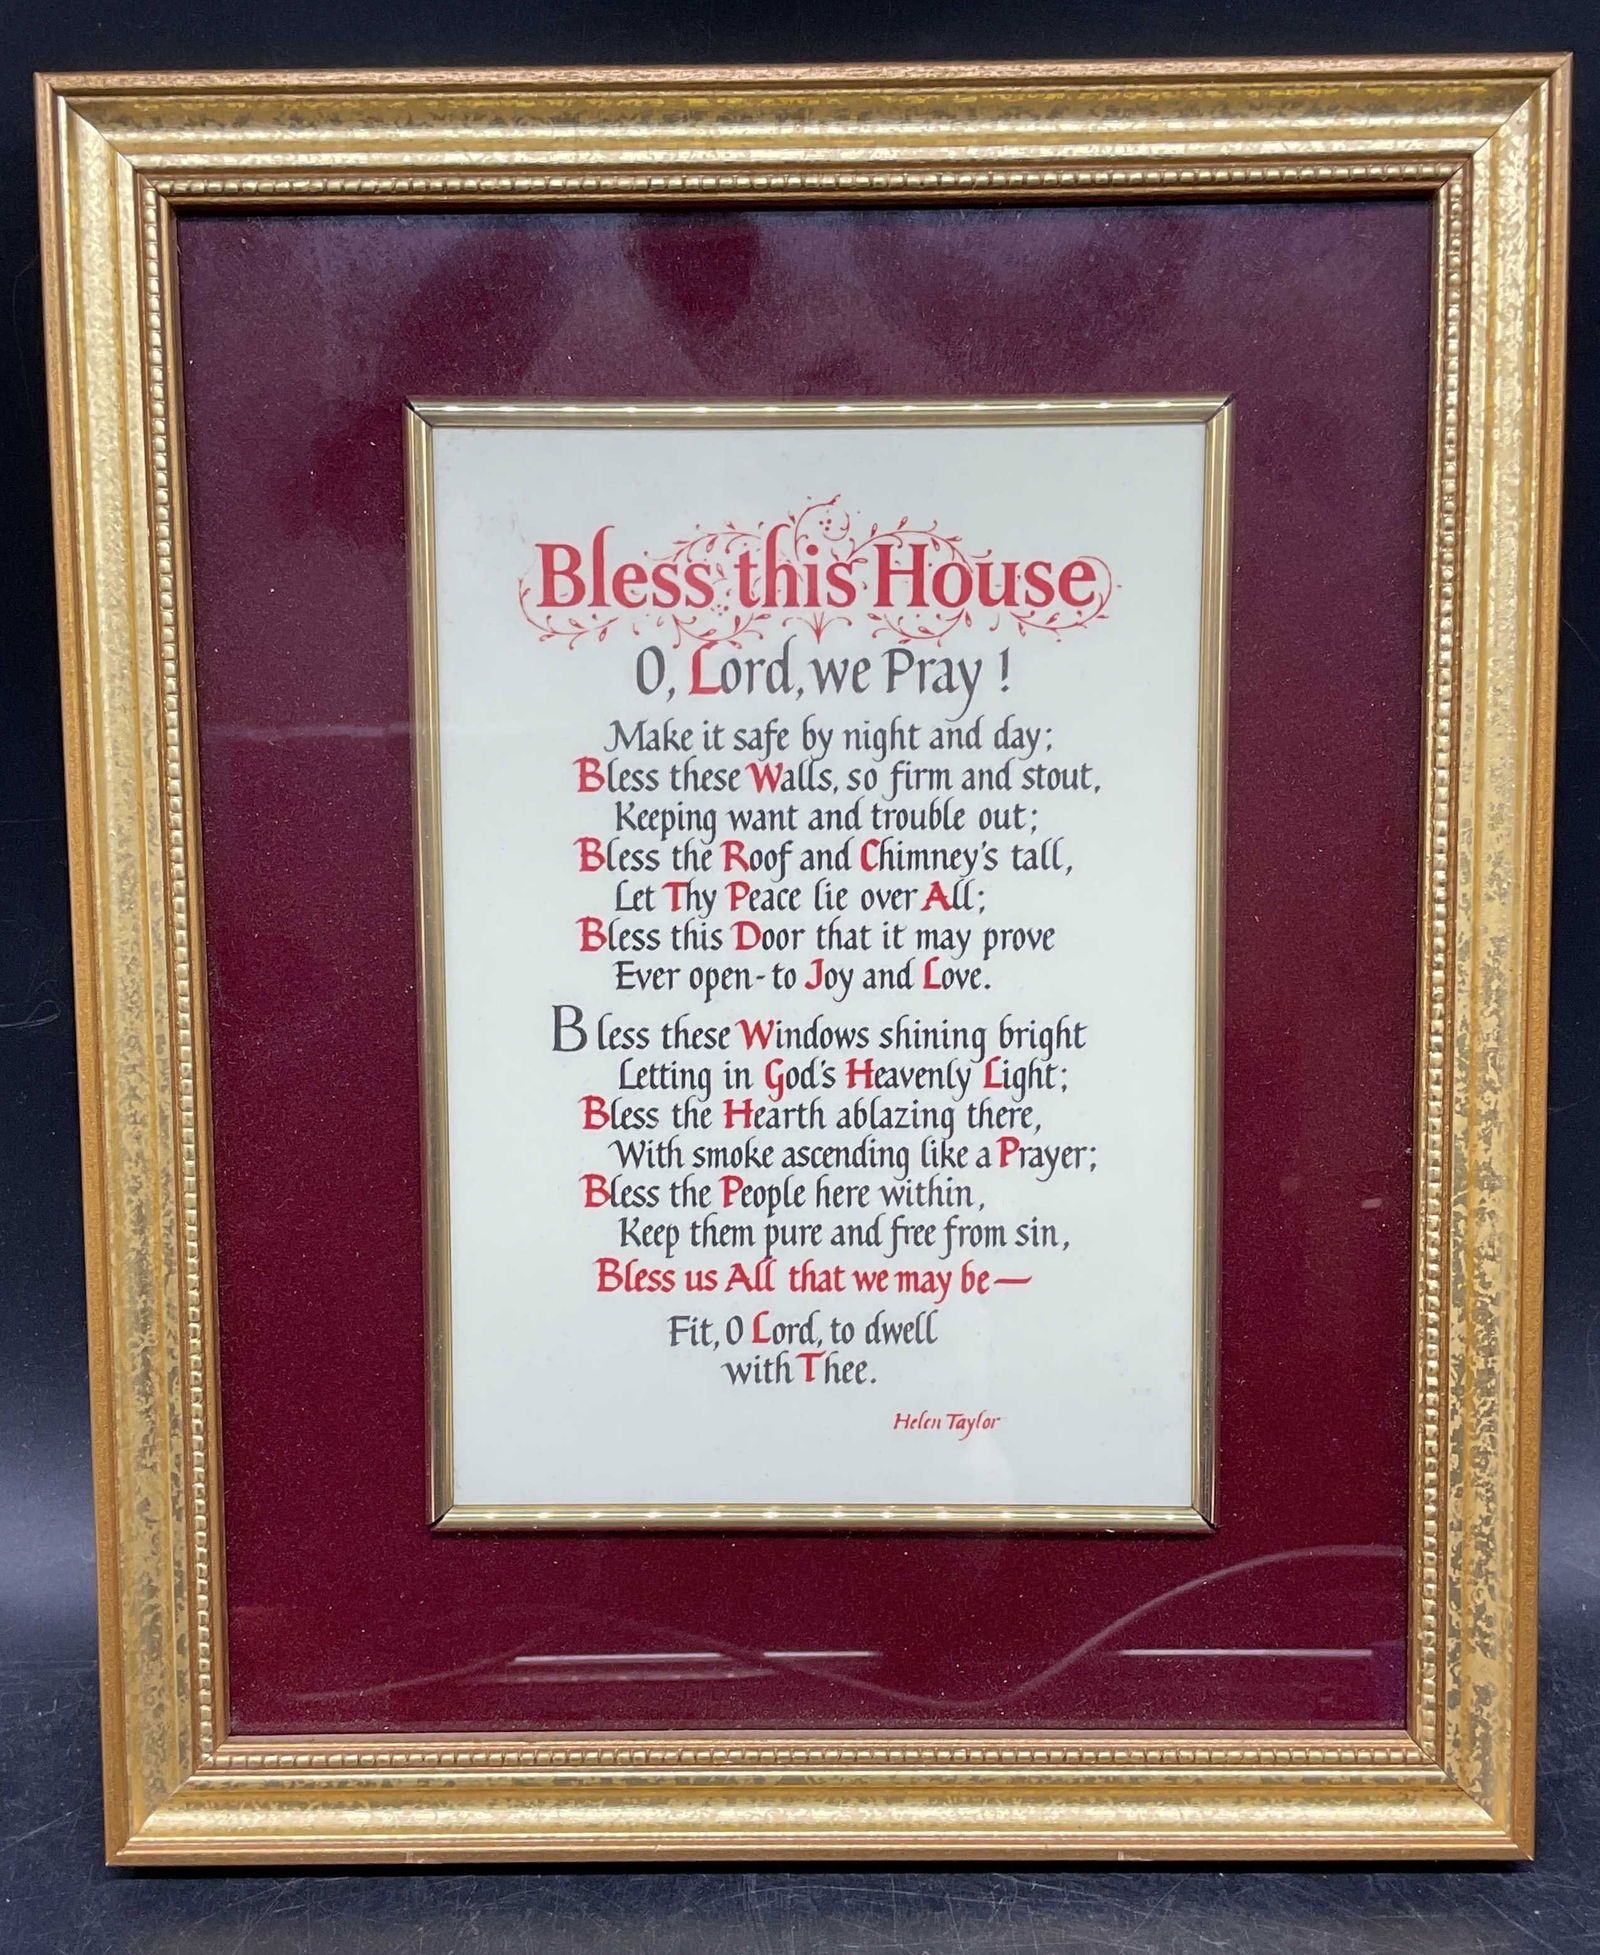 Bless this House
O, Lord, we Pray !
Make it safe by night and day;
Bless these Walls, so firm and stout,
Keeping want and trouble out;
Bless the Roof and Chimney's tall,
Let Thy Peace lie over All;
Bless this Door that it may prove
Ever open-to Joy and Love.
Bless these Windows shining bright
Letting in God's Heavenly Light;
Bless the Hearth ablazing there,
With smoke ascending like a Prayer;
Bless the People here within,
Keep them pure and free from sin,
Bless us All that we may be—
Fit, O Lord, to dwell
with Thee.
Helen Taylor